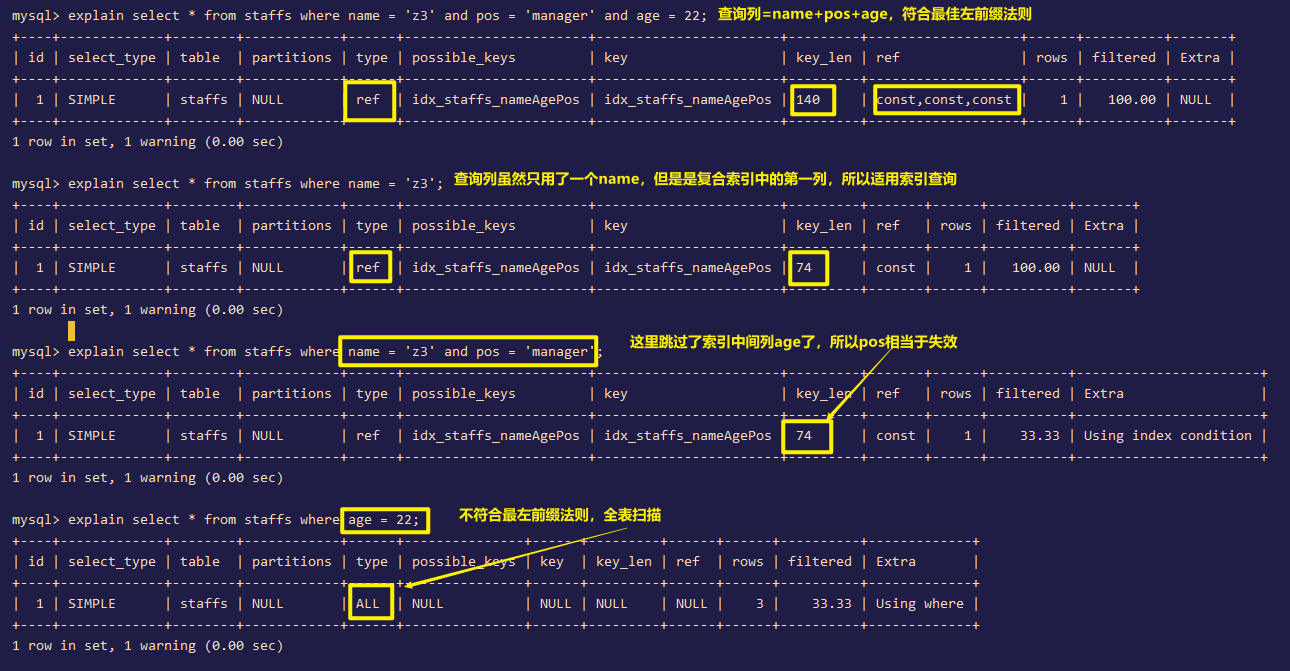 mysql> explain select * from staffs where name = 'z3' and pos = 'manager' and age = 22; 查询列=name+pos+age，符合最佳左前缀法则
+----+-------------+--------+------------+------+-----------------------+-----------------------+---------+-------------------+------+----------+-------+
| id | select_type | table | partitions | type | possible_keys | key | key_len | ref | rows | filtered | Extra |
+----+-------------+--------+------------+------+-----------------------+-----------------------+---------+-------------------+------+----------+-------+
| 1 | SIMPLE | staffs | NULL | ref | idx_staffs_nameAgePos | idx_staffs_nameAgePos | 140 | const,const,const | 1 | 100.00 | NULL |
+----+-------------+--------+------------+------+-----------------------+-----------------------+---------+-------------------+------+----------+-------+
1 row in set, 1 warning (0.00 sec)
mysql> explain select * from staffs where name = 'z3'; 查询列虽然只用了一个name，但是是复合索引中的第一列，所以适用索引查询
+----+-------------+--------+------------+------+-----------------------+-----------------------+---------+-------+------+----------+-------+
| id | select_type | table | partitions | type | possible_keys | key | key_len | ref | rows | filtered | Extra |
+----+-------------+--------+------------+------+-----------------------+-----------------------+---------+-------+------+----------+-------+
| 1 | SIMPLE | staffs | NULL | ref | idx_staffs_nameAgePos | idx_staffs_nameAgePos | 74 | const | 1 | 100.00 | NULL |
+----+-------------+--------+------------+------+-----------------------+-----------------------+---------+-------+------+----------+-------+
1 row in set, 1 warning (0.00 sec)
mysql> explain select * from staffs where name = 'z3' and pos = 'manager'; 这里跳过了索引中间列age了，所以pos相当于失效
+----+-------------+--------+------------+------+-----------------------+-----------------------+---------+-------+------+----------+-----------------------+
| id | select_type | table | partitions | type | possible_keys | key | key_len | ref | rows | filtered | Extra |
+----+-------------+--------+------------+------+-----------------------+-----------------------+---------+-------+------+----------+-----------------------+
| 1 | SIMPLE | staffs | NULL | ref | idx_staffs_nameAgePos | idx_staffs_nameAgePos | 74 | const | 1 | 33.33 | Using index condition |
+----+-------------+--------+------------+------+-----------------------+-----------------------+---------+-------+------+----------+-----------------------+
1 row in set, 1 warning (0.00 sec)
mysql> explain select * from staffs where age = 22; 不符合最左前缀法则，全表扫描
+----+-------------+--------+------------+------+---------------+------+---------+------+------+----------+-------------+
| id | select_type | table | partitions | type | possible_keys | key | key_len | ref | rows | filtered | Extra |
+----+-------------+--------+------------+------+---------------+------+---------+------+------+----------+-------------+
| 1 | SIMPLE | staffs | NULL | ALL | NULL | NULL | NULL | NULL | 3 | 33.33 | Using where |
+----+-------------+--------+------------+------+---------------+------+---------+------+------+----------+-------------+
1 row in set, 1 warning (0.00 sec)